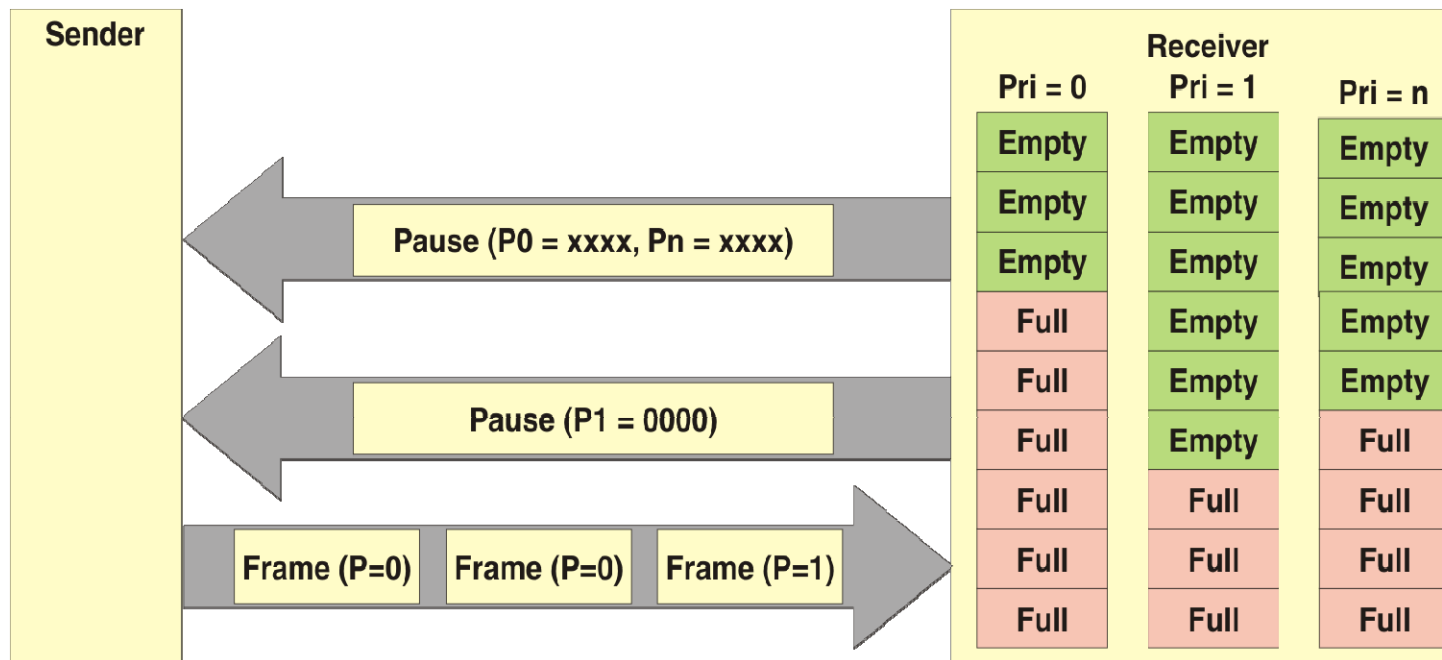 Sender
Receiver
Pri = 0
Pri = 1
Pri = n
Empty
Empty
Empty
Full
Full
Full
Full
Full
Full
Empty
Empty
Empty
Empty
Empty
Empty
Full
Full
Full
Empty
Empty
Empty
Empty
Empty
Full
Full
Full
Full
Pause (P0 = xxxx, Pn = xxxx)
Pause (P1 = 0000)
Frame (P=0)
Frame (P=0)
Frame (P=1)